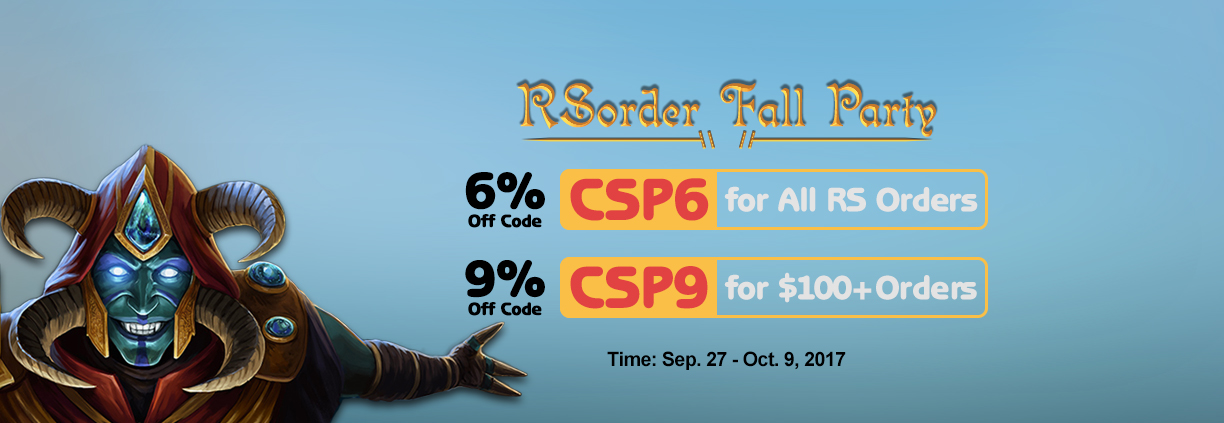 RSorder Fall Party
6% CSP6 for All RS Orders
Off Code
9% CSP9 for $100+Orders
Off Code
Time: Sep. 27 - Oct. 9, 2017